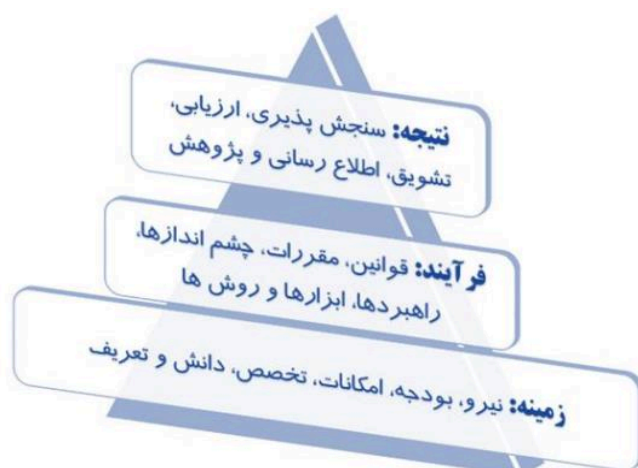 نتیجه: سنجش پذیری، ارزیابی،
تشویق، اطلاع رسانی و پژوهش
فرآیند: قوانین، مقررات، چشم اندازها،
راهبردها، ابزارها و روش ها
زمینه: نیرو، بودجه، امکانات، تخصص، دانش و تعریف